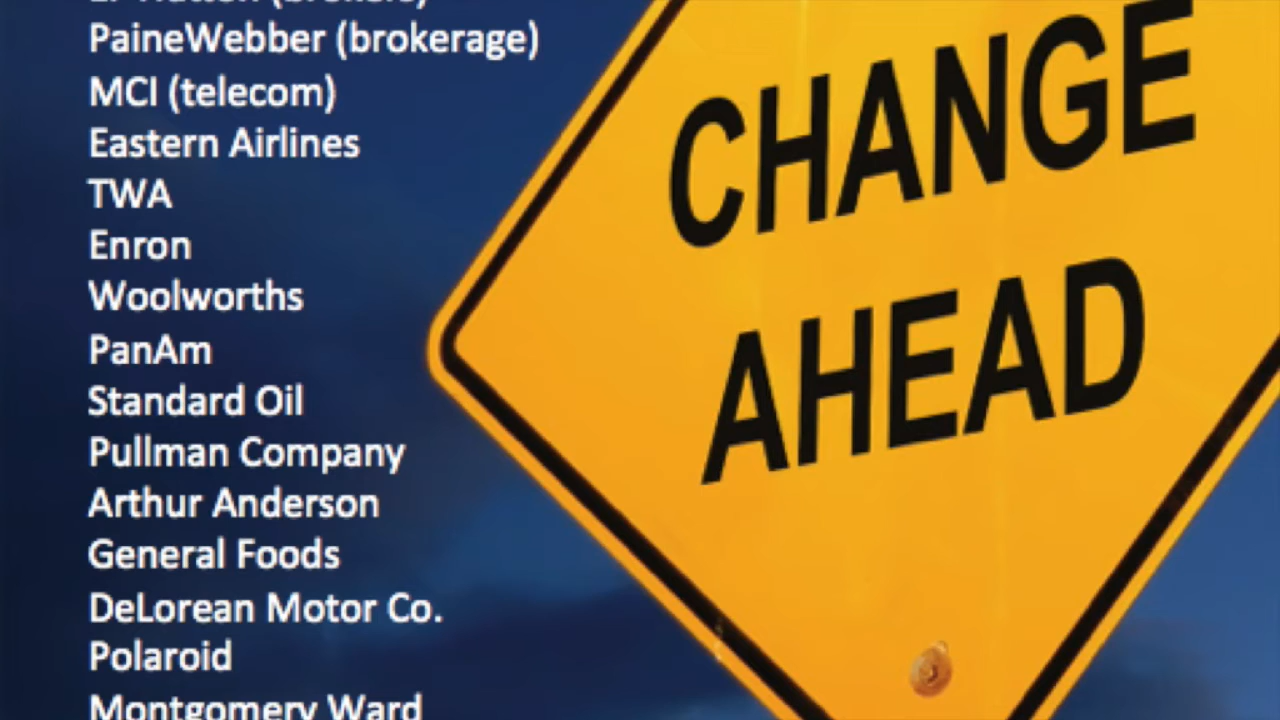 PaineWebber (brokerage)
MCI (telecom)
Eastern Airlines
TWA
Enron
Woolworths
PanAm
Standard Oil
Pullman Company
Arthur Anderson
General Foods
DeLorean Motor Co.
Polaroid
Montgomery Ward
CHANGE
AHEAD